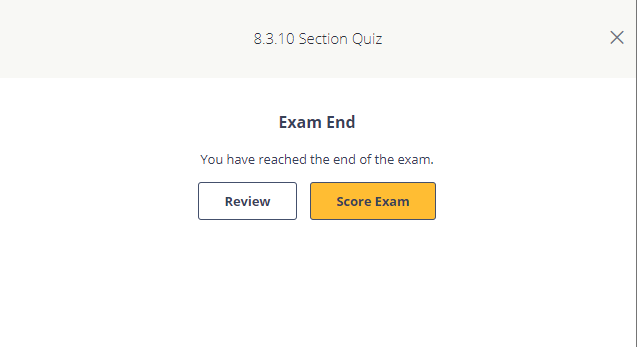 8.3.10 Section Quiz
Exam End
You have reached the end of the exam.
Review
Score Exam